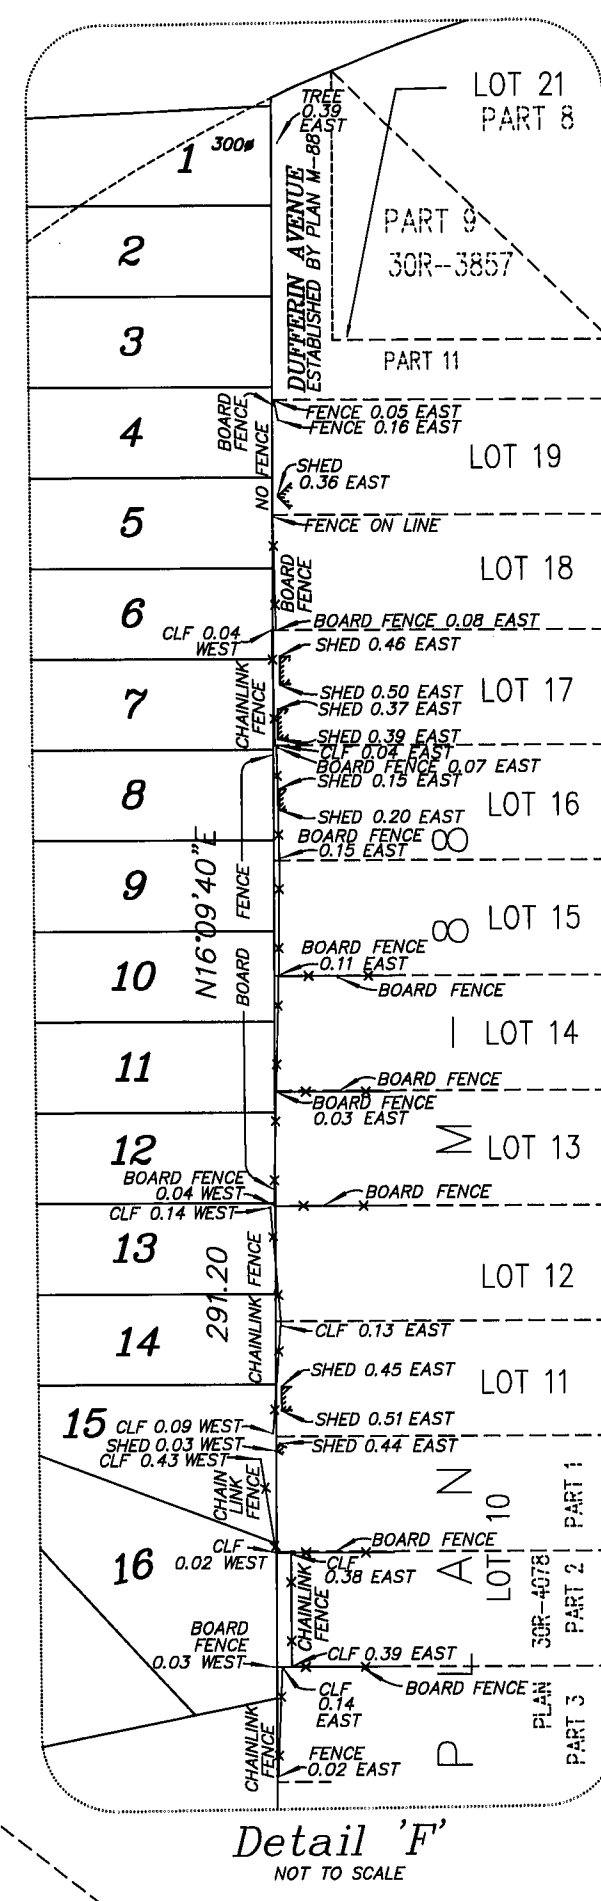 LOT 21
PART 8
TREE
0.39
EAST
1
DUFFERIN AVENUE
ESTABLISHED BY PLAN M-88
PART 9
30R--3857
2
3
PART 11
BOARD
FENCE
FENCE 0.05 EAST
FENCE 0.16 EAST
4
LOT 19
NO FENCE
SHED
0.36 EAST
5
FENCE ON LINE
LOT 18
BOARD
FENCE
6
BOARD FENCE 0.08 EAST
CLF 0.04
WEST
SHED 0.46 EAST
7
CHAINLINK
FENCE
SHED 0.50 EAST
LOT 17
SHED 0.37 EAST
SHED 0.39 EAST
CLF 0.04 EAST
BOARD FENCE 0.07 EAST
8
SHED 0.15 EAST
LOT 16
SHED 0.20 EAST
BOARD FENCE
0.15 EAST
N16°09'40"E
BOARD FENCE
9
LOT 15
10
BOARD FENCE
0.11 EAST
BOARD FENCE
LOT 14
11
BOARD FENCE
BOARD FENCE
0.03 EAST
12
LOT 13
BOARD FENCE
0.04 WEST
BOARD FENCE
CLF 0.14 WEST
13
291.20
CHAINLINK FENCE
LOT 12
14
CLF 0.13 EAST
SHED 0.45 EAST
LOT 11
15
CLF 0.09 WEST
SHED 0.51 EAST
SHED 0.03 WEST
SHED 0.44 EAST
CLF 0.43 WEST
CHAIN
LINK
FENCE
LOT 10
PART 1
16
CLF
0.02 WEST
BOARD FENCE
CLF
0.38 EAST
CHAINLINK
FENCE
PLAN 30R-4078
PART 2
BOARD
FENCE
0.03 WEST
CLF 0.39 EAST
BOARD FENCE
CLF
0.14
EAST
PART 3
CHAINLINK
FENCE
FENCE
0.02 EAST
PLAN M-88
Detail 'F'
NOT TO SCALE